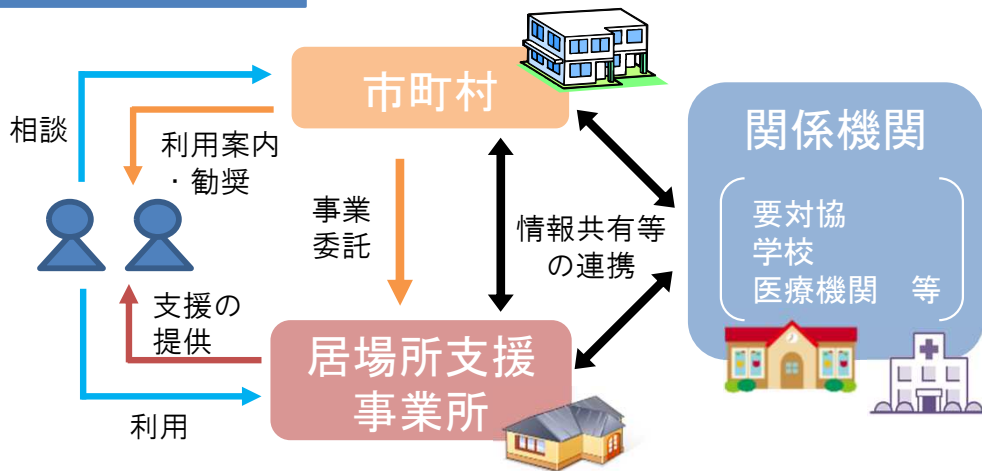 相談
利用案内
・勧奨
市町村
事業
委託
情報共有等
の連携
関係機関
要対協
学校
医療機関　等
支援の
提供
利用
居場所支援
事業所